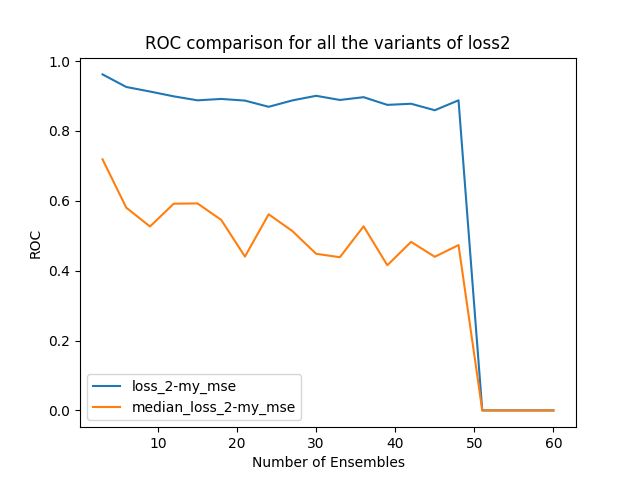 ROC comparison for all the variants of loss2
1.0
0.8
0.6
0.4
0.2
0.0
ROC
loss_2-my_mse
median_loss_2-my_mse
10
20
30
40
50
60
Number of Ensembles